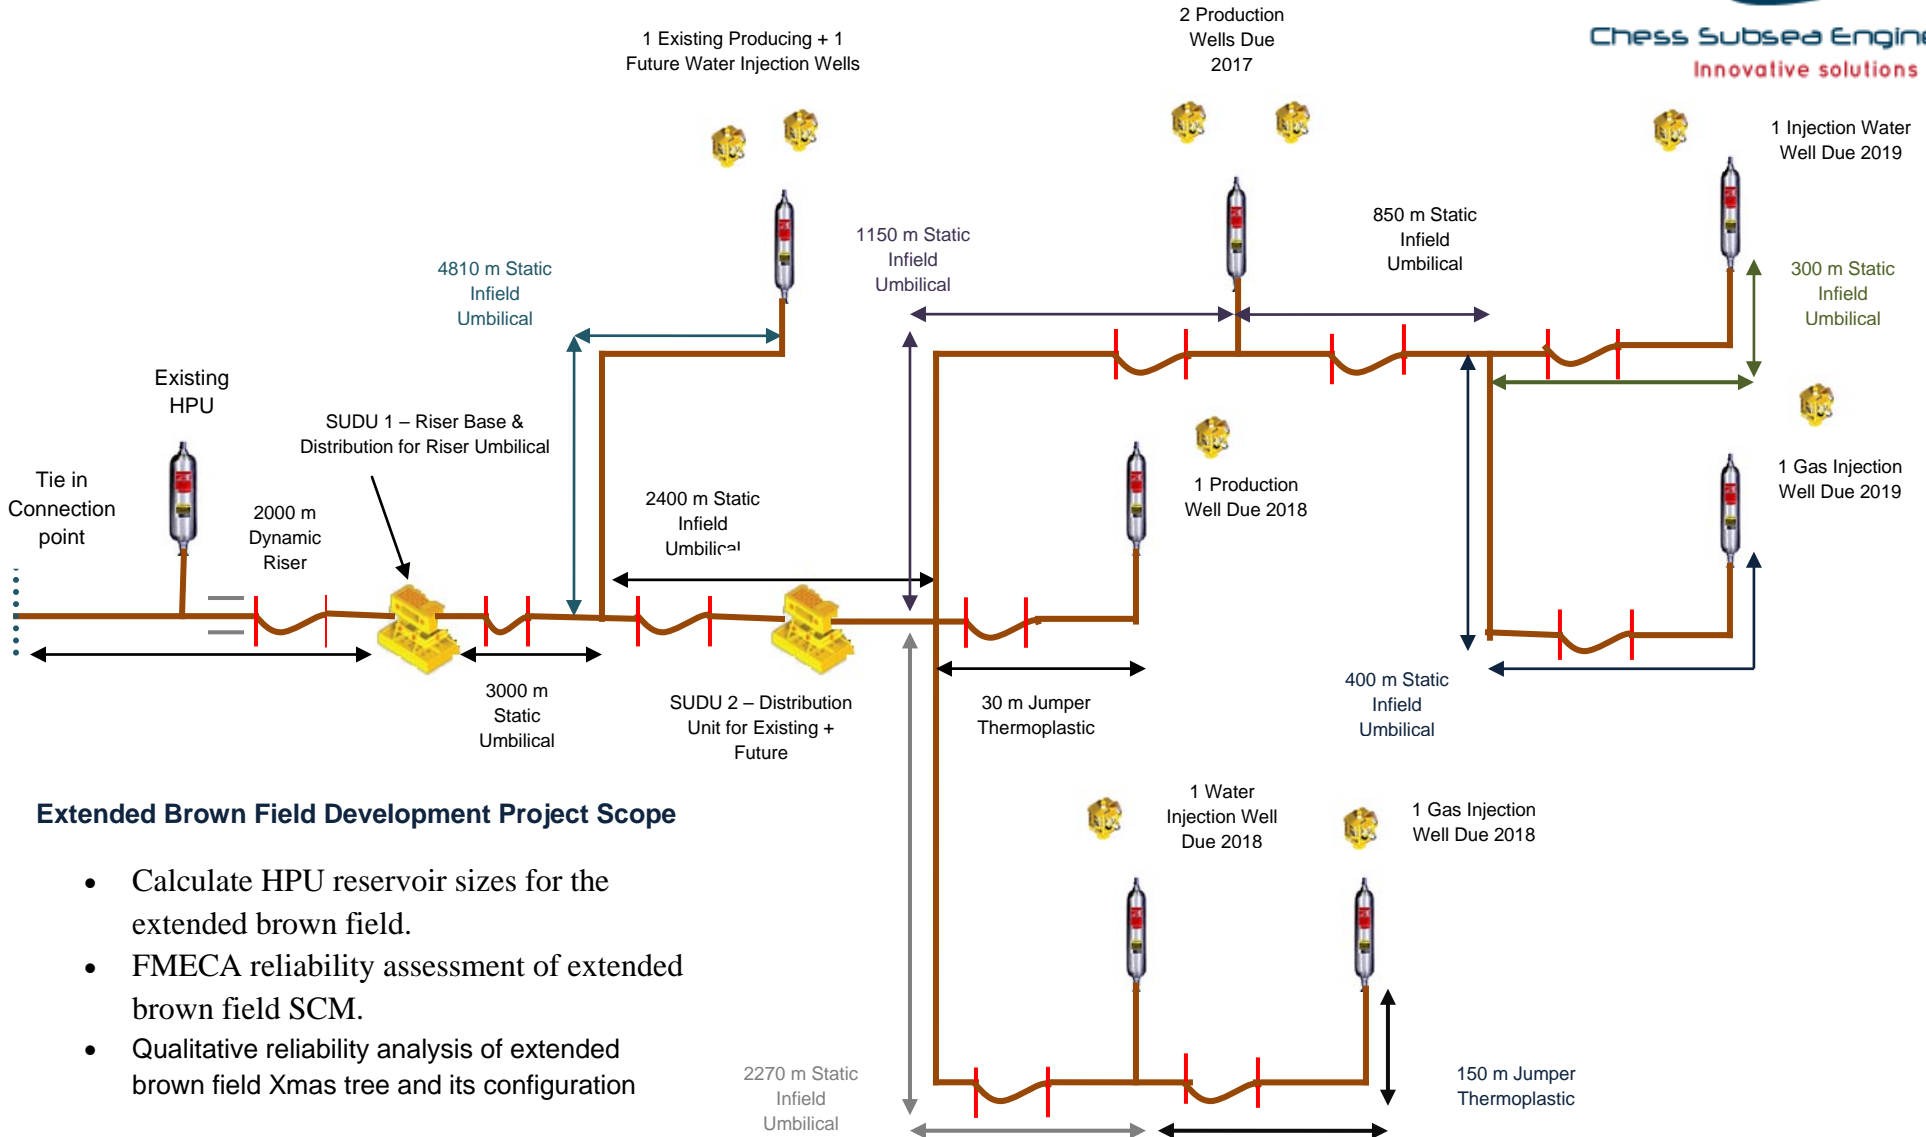 Chess Subsea Engine
Innovative solutions
1 Existing Producing + 1
Future Water Injection Wells
2 Production
Wells Due
2017
1 Injection Water
Well Due 2019
4810 m Static
Infield
Umbilical
1150 m Static
Infield
Umbilical
850 m Static
Infield
Umbilical
300 m Static
Infield
Umbilical
Existing
HPU
SUDU 1 – Riser Base &
Distribution for Riser Umbilical
Tie in
Connection
point
2000 m
Dynamic
Riser
2400 m Static
Infield
Umbilical
1 Production
Well Due 2018
1 Gas Injection
Well Due 2019
3000 m
Static
Umbilical
SUDU 2 – Distribution
Unit for Existing +
Future
30 m Jumper
Thermoplastic
400 m Static
Infield
Umbilical
Extended Brown Field Development Project Scope
• Calculate HPU reservoir sizes for the
extended brown field.
• FMECA reliability assessment of extended
brown field SCM.
• Qualitative reliability analysis of extended
brown field Xmas tree and its configuration
1 Water
Injection Well
Due 2018
1 Gas Injection
Well Due 2018
2270 m Static
Infield
Umbilical
150 m Jumper
Thermoplastic